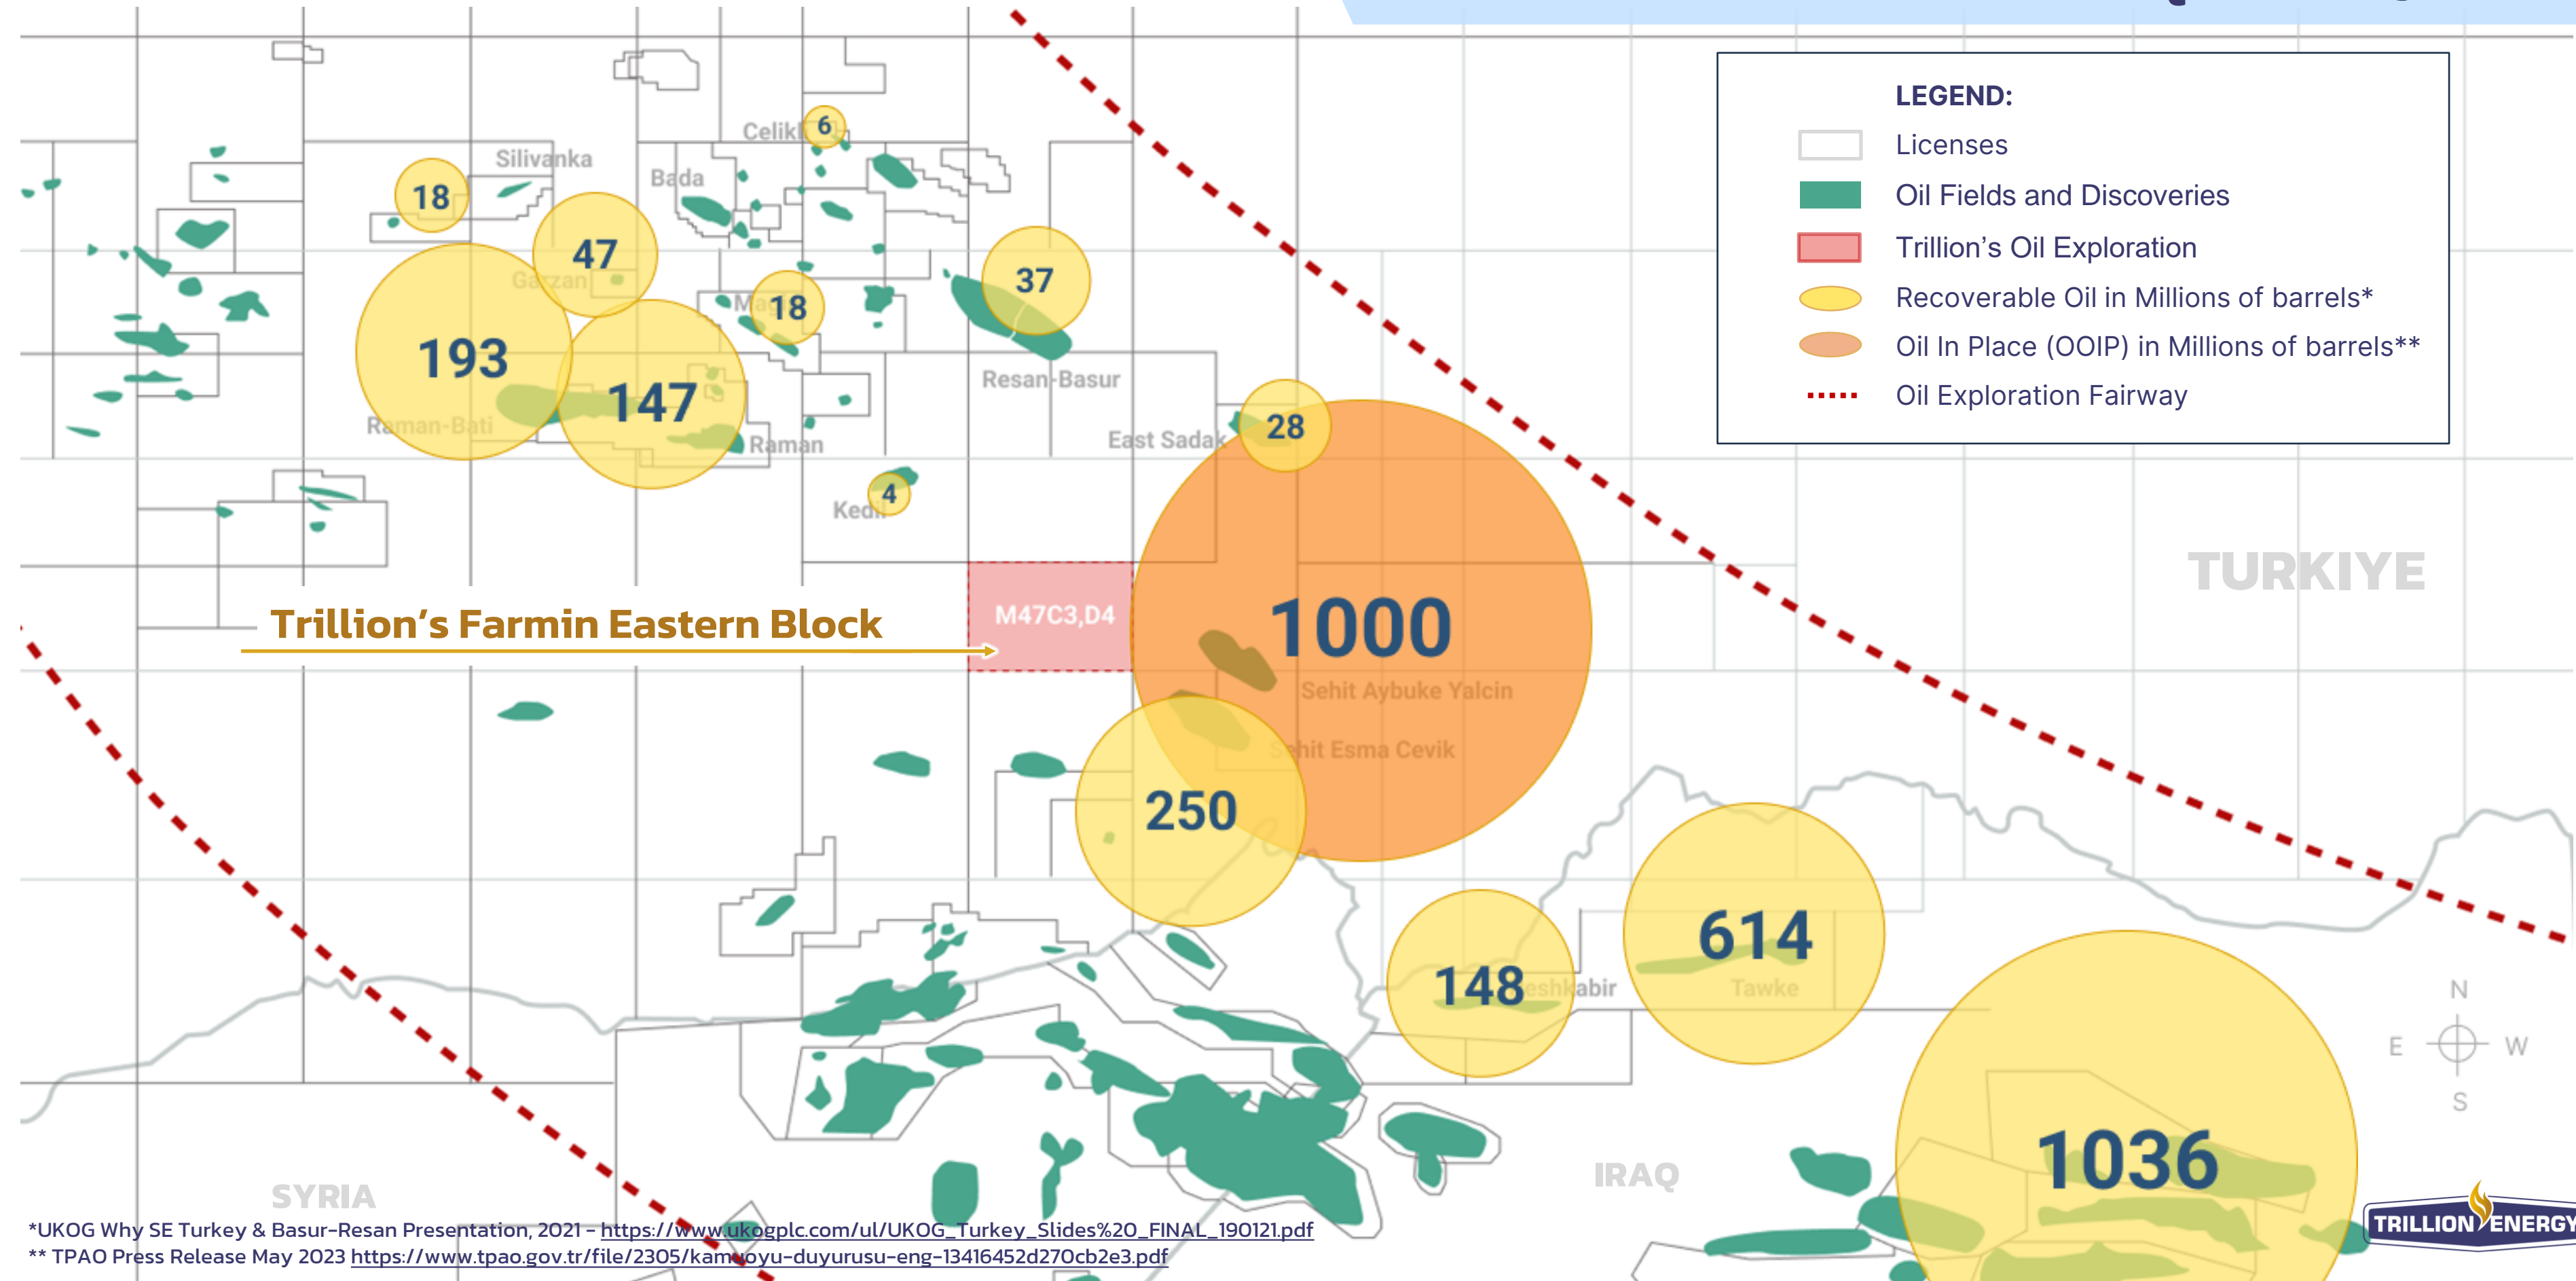 LEGEND:
Licenses
Oil Fields and Discoveries
Trillion's Oil Exploration
Recoverable Oil in Millions of barrels*
Oil In Place (OOIP) in Millions of barrels**
Oil Exploration Fairway
6
Silivanka
Bada
18
47
37
Garzan
18
193
147
Resan-Basur
Raman-Bati
Raman
East Sadak
28
4
TURKIYE
Trillion's Farmin Eastern Block
M47C3,D4
1000
Sehit Aybuke Yalcin
Sehit Esma Cevik
250
614
148
Tawke
N
E W
S
1036
IRAQ
SYRIA
TRILLION ENERGY
*UKOG Why SE Turkey & Basur-Resan Presentation, 2021 - https://www.ukogplc.com/ul/UKOG_Turkey_Slides%20_FINAL_190121.pdf
** TPAO Press Release May 2023 https://www.tpao.gov.tr/file/2305/kamuoyu-duyurusu-eng-13416452d270cb2e3.pdf